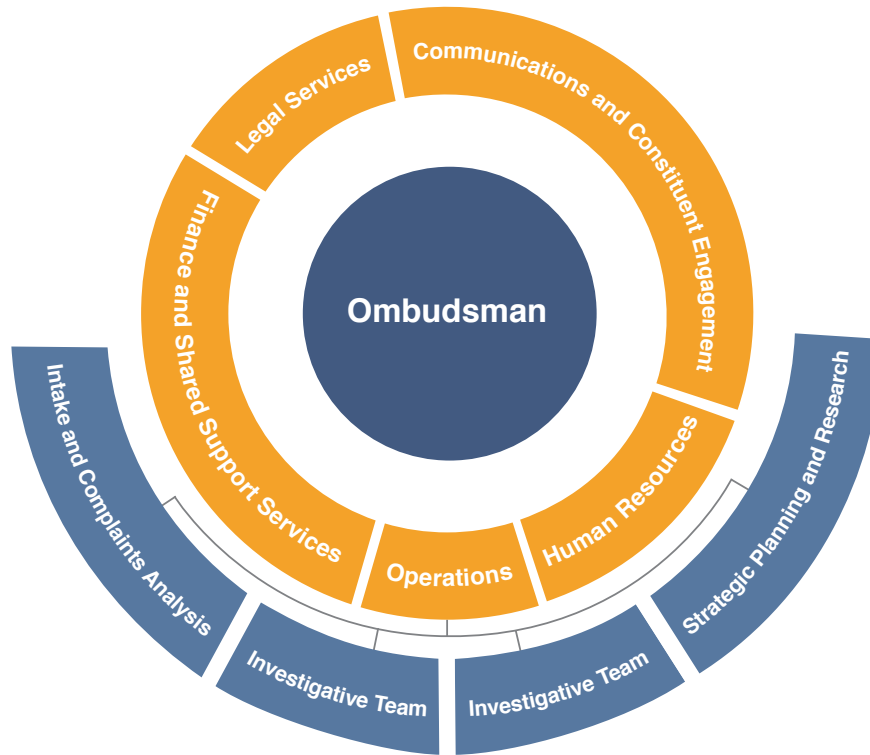 Communications and Constituent Engagement
Legal Services
Ombudsman
Finance and Shared Support Services
Human Resources
Operations
Intake and Complaints Analysis
Investigative Team
Investigative Team
Strategic Planning and Research